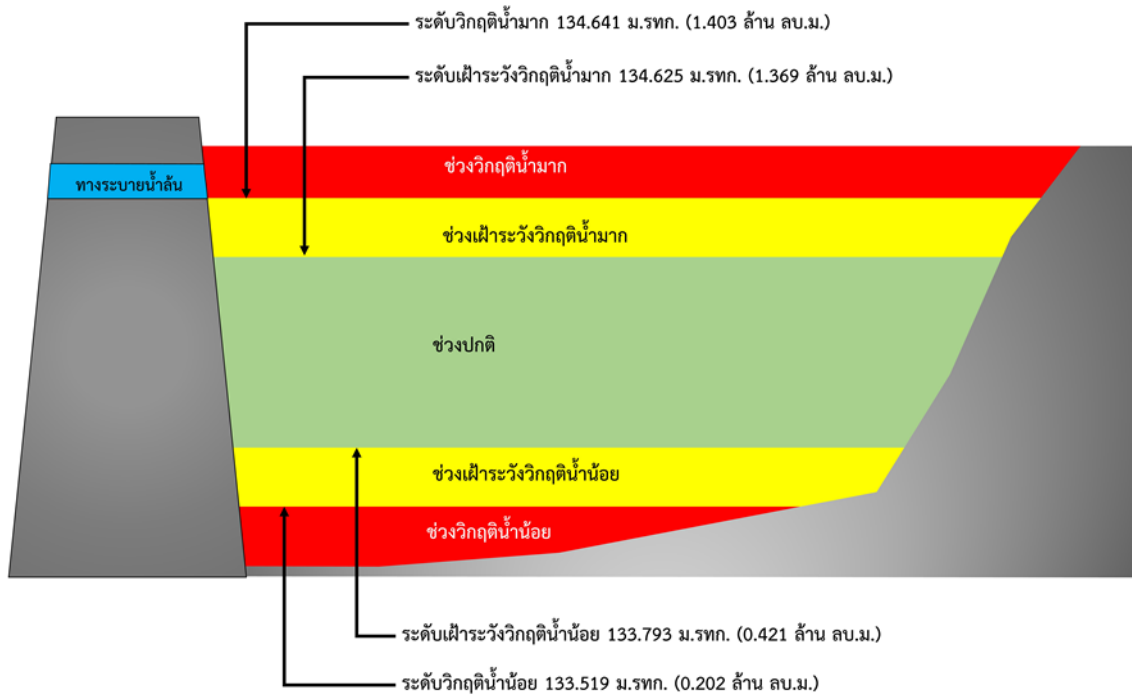 ระดับวิกฤติน้ำมาก 134.641 ม.รทก. (1.403 ล้าน ลบ.ม.)
ระดับเฝ้าระวังวิกฤติน้ำมาก 134.625 ม.รทก. (1.369 ล้าน ลบ.ม.)
ช่วงวิกฤติน้ำมาก
ทางระบายน้ำล้น
ช่วงเฝ้าระวังวิกฤติน้ำมาก
ช่วงปกติ
ช่วงเฝ้าระวังวิกฤติน้ำน้อย
ช่วงวิกฤติน้ำน้อย
ระดับเฝ้าระวังวิกฤติน้ำน้อย 133.793 ม.รทก. (0.421 ล้าน ลบ.ม.)
ระดับวิกฤติน้ำน้อย 133.519 ม.รทก. (0.202 ล้าน ลบ.ม.)